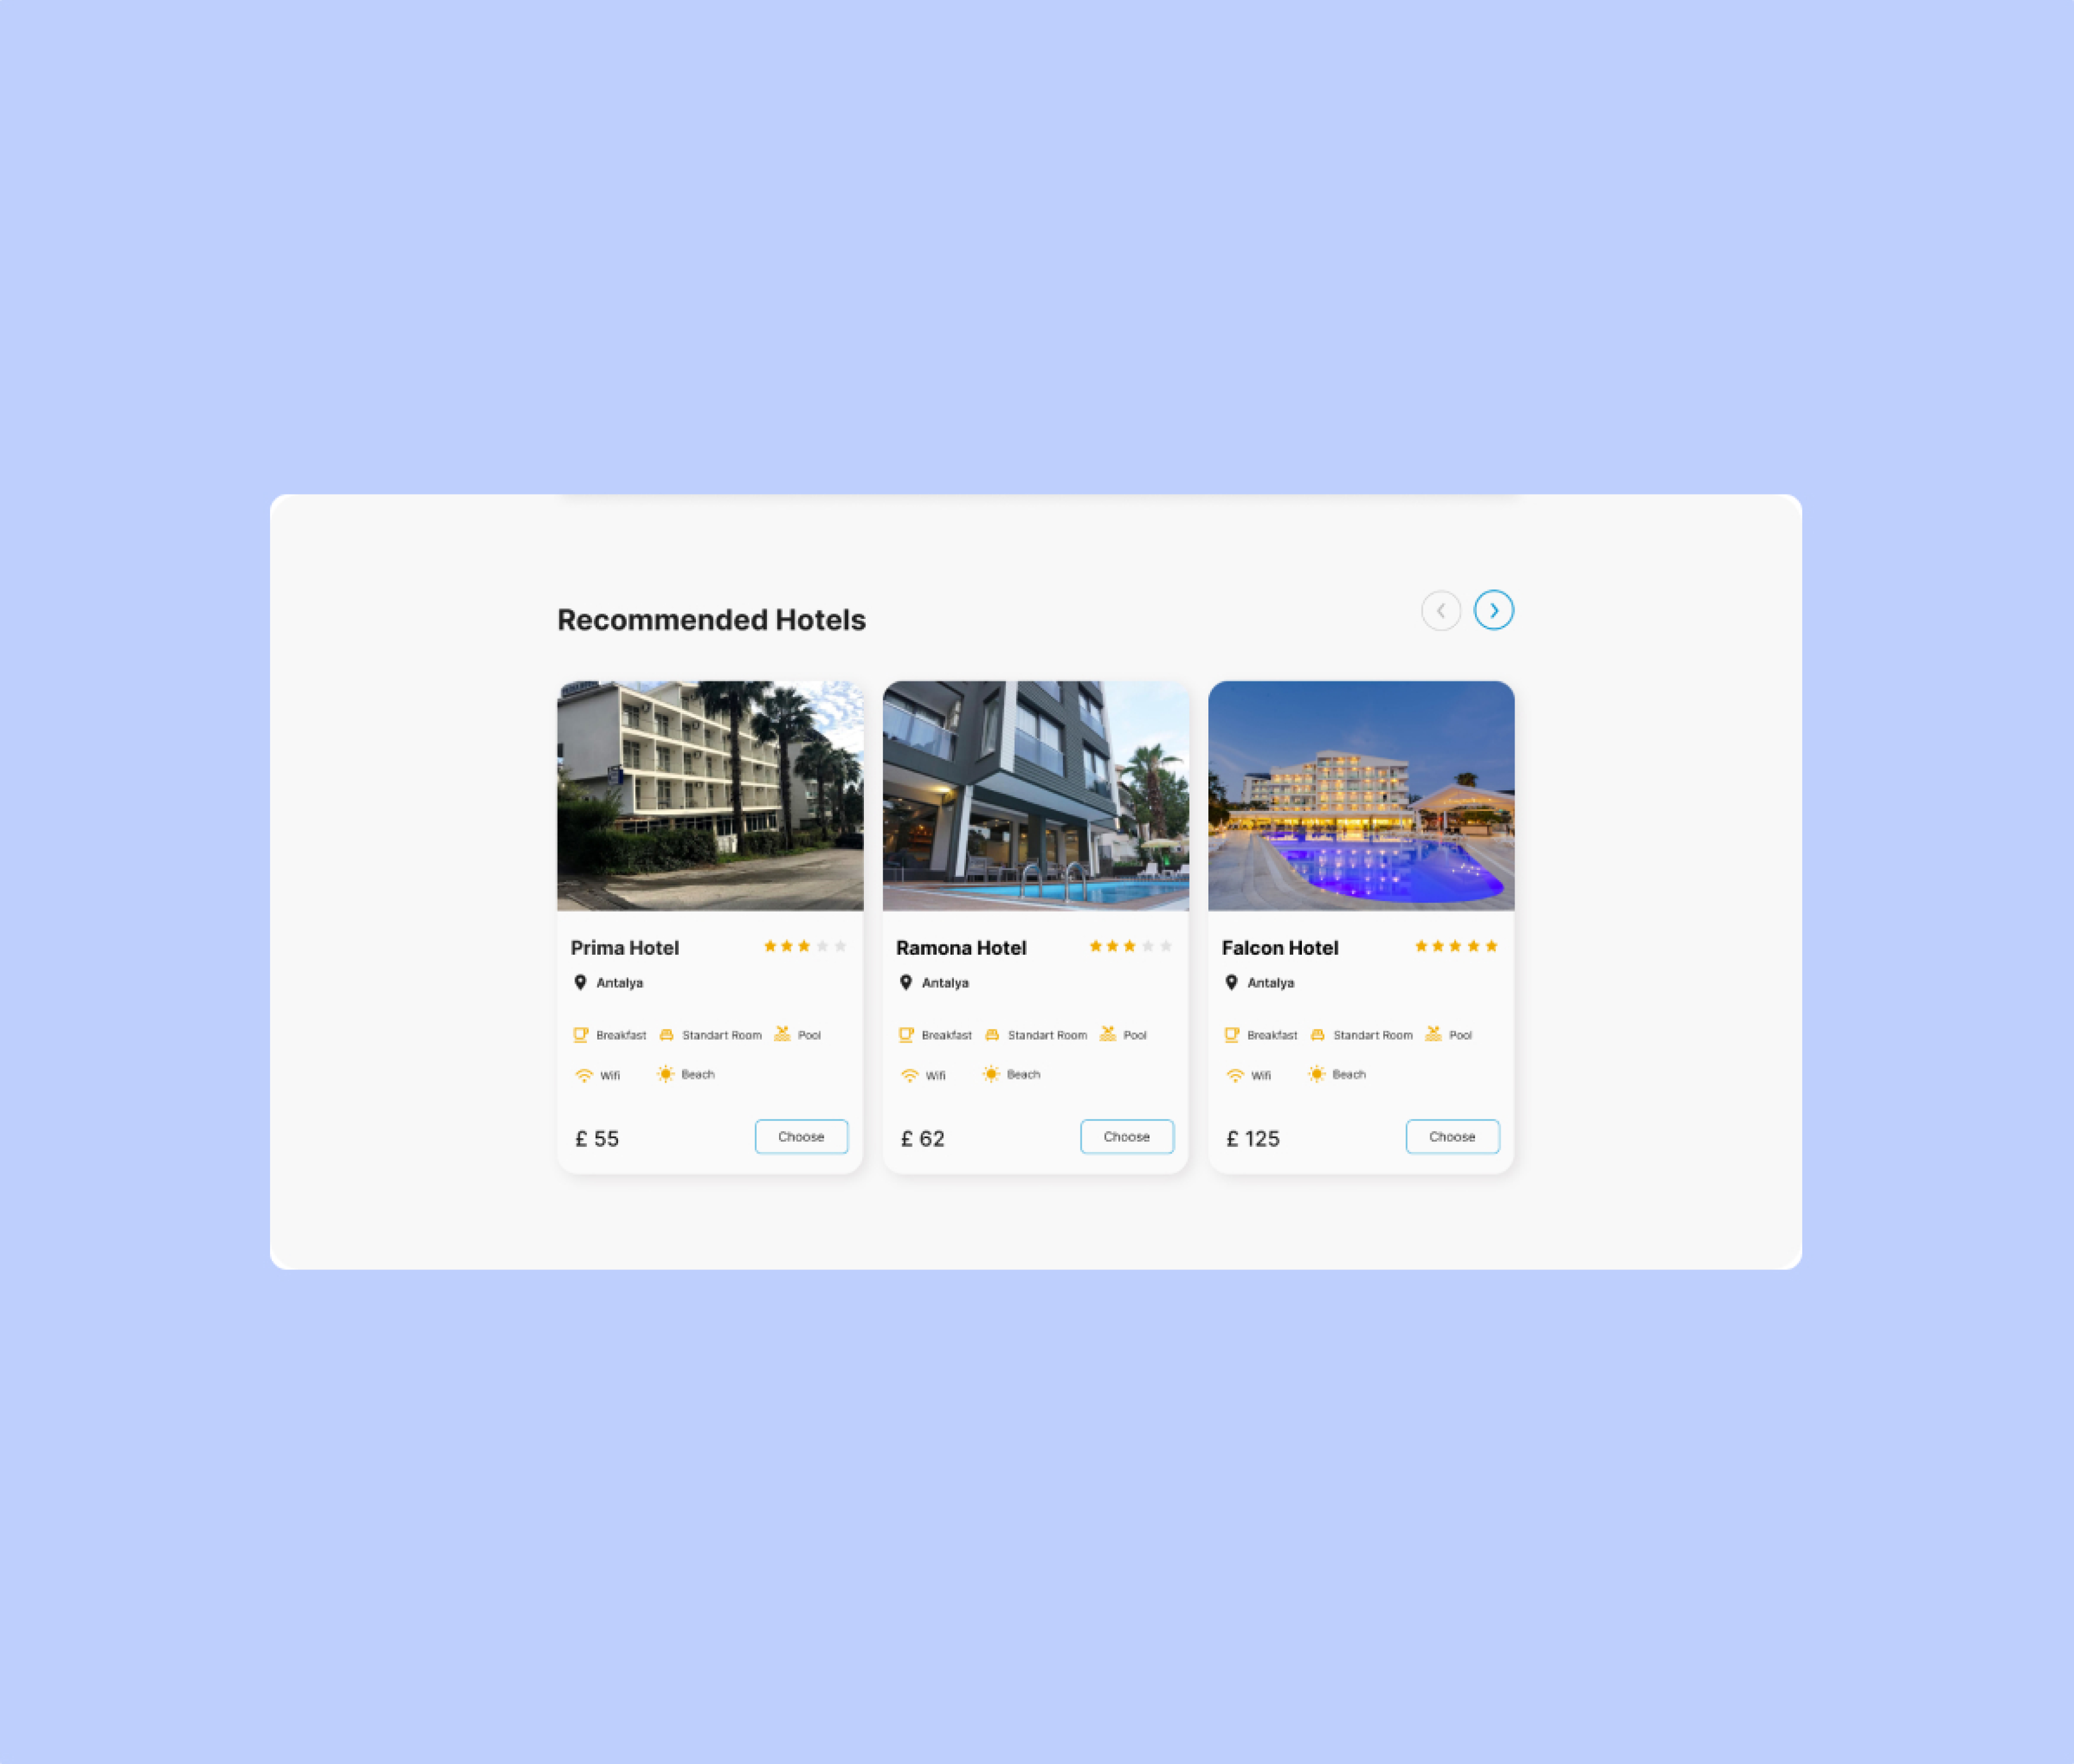 Recommended Hotels
Prima Hotel
Antalya
Breakfast Standart Room Pool
Wifi Beach
£ 55 Choose
Ramona Hotel
Antalya
Breakfast Standart Room Pool
Wifi Beach
£ 62 Choose
Falcon Hotel
Antalya
Breakfast Standart Room Pool
Wifi Beach
£ 125 Choose